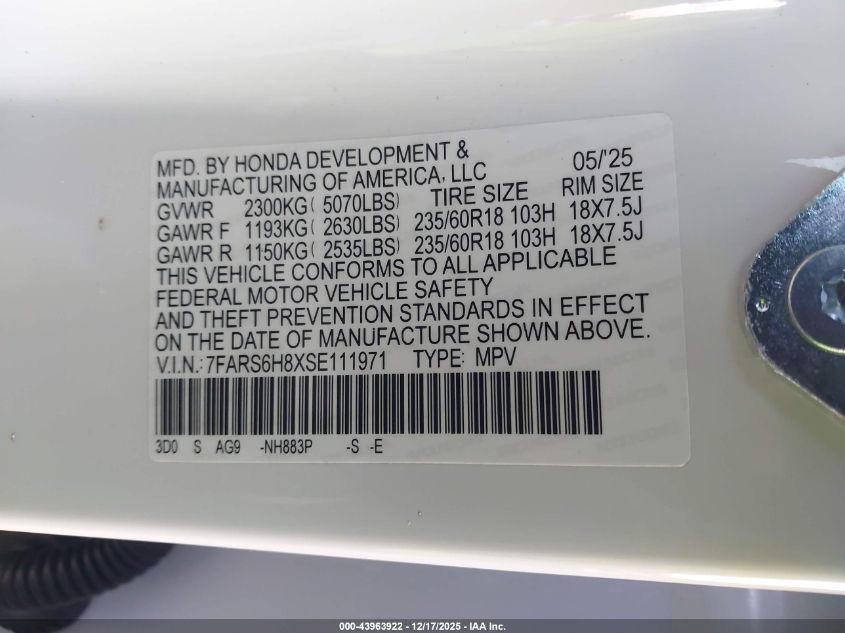 MFD. BY HONDA DEVELOPMENT &
MANUFACTURING OF AMERICA, LLC 05/'25
GVWR 2300KG( 5070LBS) TIRE SIZE RIM SIZE
GAWR F 1193KG( 2630LBS) 235/60R18 103H 18X7.5J
GAWR R 1150KG( 2535LBS) 235/60R18 103H 18X7.5J
THIS VEHICLE CONFORMS TO ALL APPLICABLE
FEDERAL MOTOR VEHICLE SAFETY
AND THEFT PREVENTION STANDARDS IN EFFECT
ON THE DATE OF MANUFACTURE SHOWN ABOVE.
V.I.N.: 7FARS6H8XSE111971 TYPE: MPV
3D0 S AG9 -NH883P -S -E
000-43963922 - 12/17/2025 - IAA Inc.